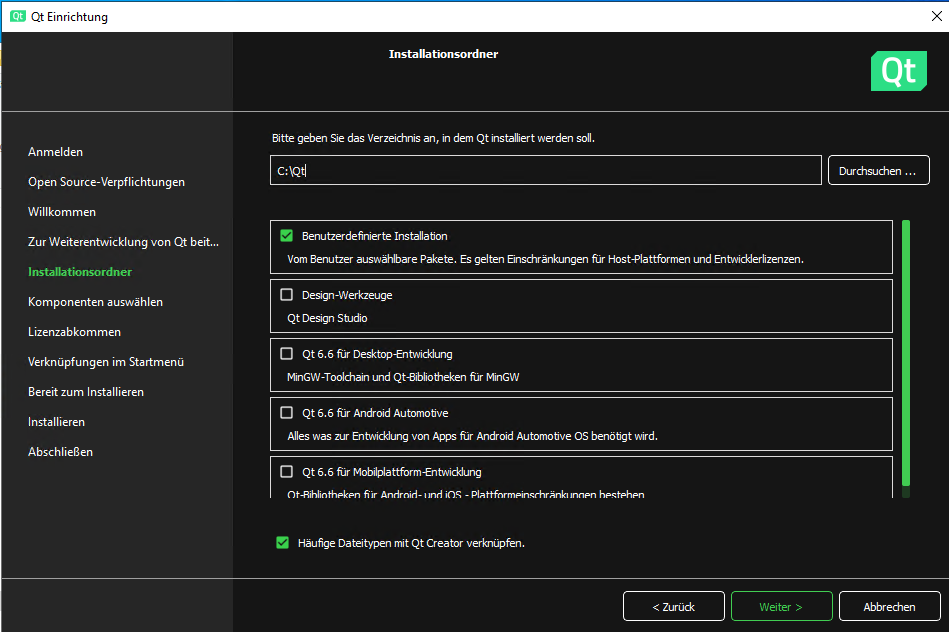 Qt Qt Einrichtung
Installationsordner
Qt
Anmelden
Open Source-Verpflichtungen
Willkommen
Zur Weiterentwicklung von Qt beit...
Installationsordner
Komponenten auswählen
Lizenzabkommen
Verknüpfungen im Startmenü
Bereit zum Installieren
Installieren
Abschließen
Bitte geben Sie das Verzeichnis an, in dem Qt installiert werden soll.
C:\Qt
Durchsuchen ...
Benutzerdefinierte Installation
Vom Benutzer auswählbare Pakete. Es gelten Einschränkungen für Host-Plattformen und Entwicklerlizenzen.
Design-Werkzeuge
Qt Design Studio
Qt 6.6 für Desktop-Entwicklung
MinGW-Toolchain und Qt-Bibliotheken für MinGW
Qt 6.6 für Android Automotive
Alles was zur Entwicklung von Apps für Android Automotive OS benötigt wird.
Qt 6.6 für Mobilplattform-Entwicklung
Qt-Bibliotheken für Android- und iOS - Plattformeinschränkungen bestehen
Häufige Dateitypen mit Qt Creator verknüpfen.
< Zurück
Weiter >
Abbrechen